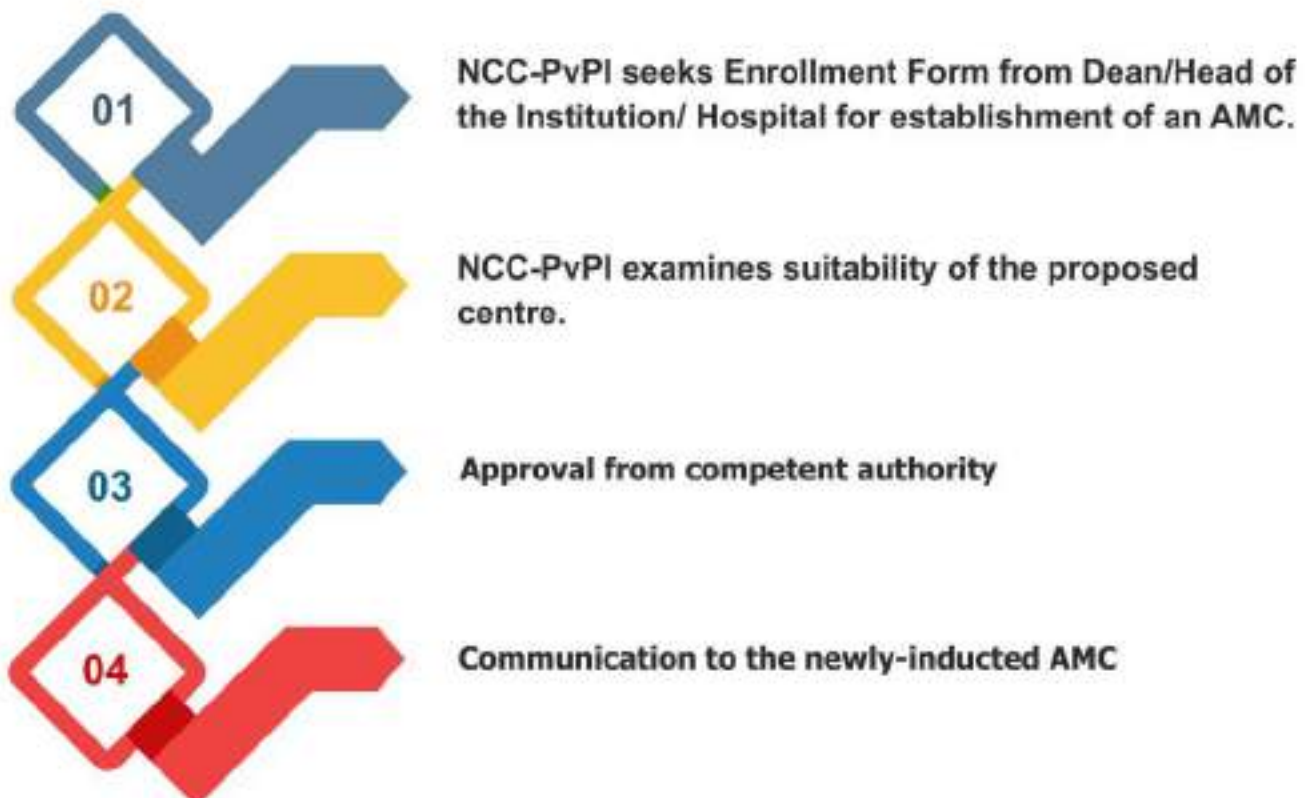 01
NCC-PvPI seeks Enrollment Form from Dean/Head of
the Institution/ Hospital for establishment of an AMC.
02
NCC-PvPI examines suitability of the proposed
centre.
03
Approval from competent authority
04
Communication to the newly-inducted AMC